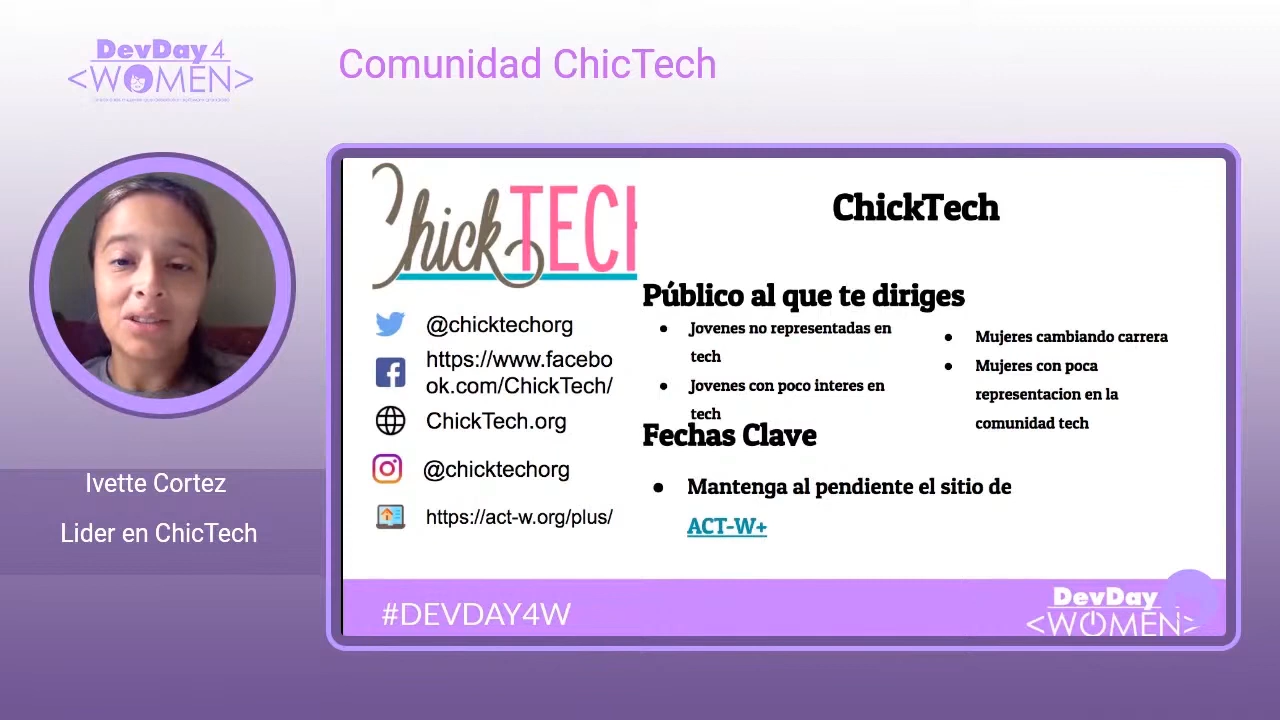 DevDay4
<WOMEN>
Comunidad ChicTech
ChickTECH
@chicktechorg
https://www.facebo
ok.com/ChickTech/
ChickTech.org
@chicktechorg
https://act-w.org/plus/
ChickTech
Público al que te diriges
● Jovenes no representadas en
tech
● Jovenes con poco interes en
tech
● Mujeres cambiando carrera
● Mujeres con poca
representacion en la
comunidad tech
Fechas Clave
● Mantenga al pendiente el sitio de
ACT-W+
Ivette Cortez
Lider en ChicTech
#DEVDAY4W
DevDay
<WOMEN>